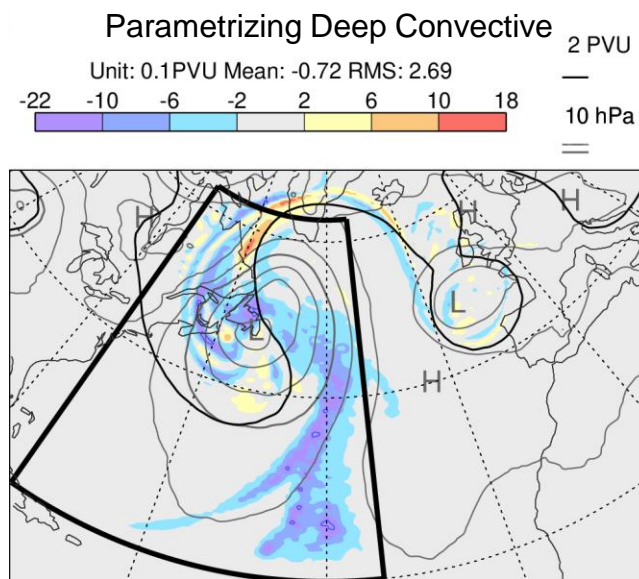 Parametrizing Deep Convective
2 PVU
Unit: 0.1PVU Mean: -0.72 RMS: 2.69
-22 -10 -6 -2 2 6 10 18
10 hPa
H H H
L
L
H